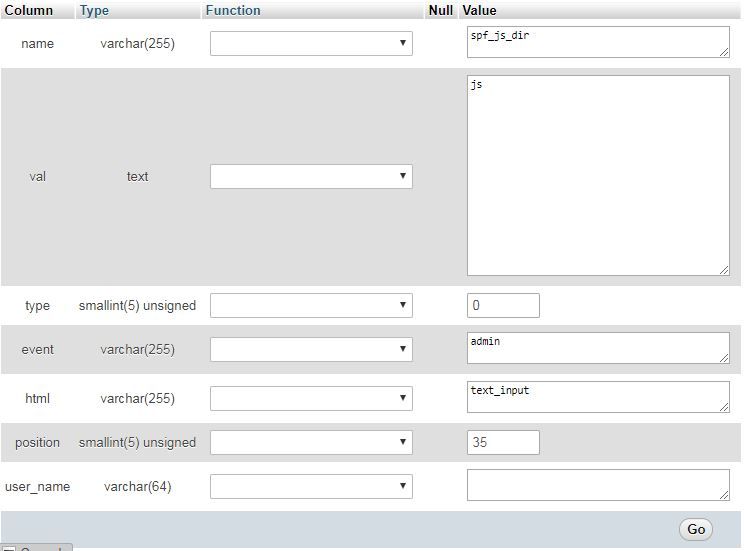 Column Type Function Null Value
name varchar(255) spf_js_dir
val text js
type smallint(5) unsigned 0
event varchar(255) admin
html varchar(255) text_input
position smallint(5) unsigned 35
user_name varchar(64)
Go